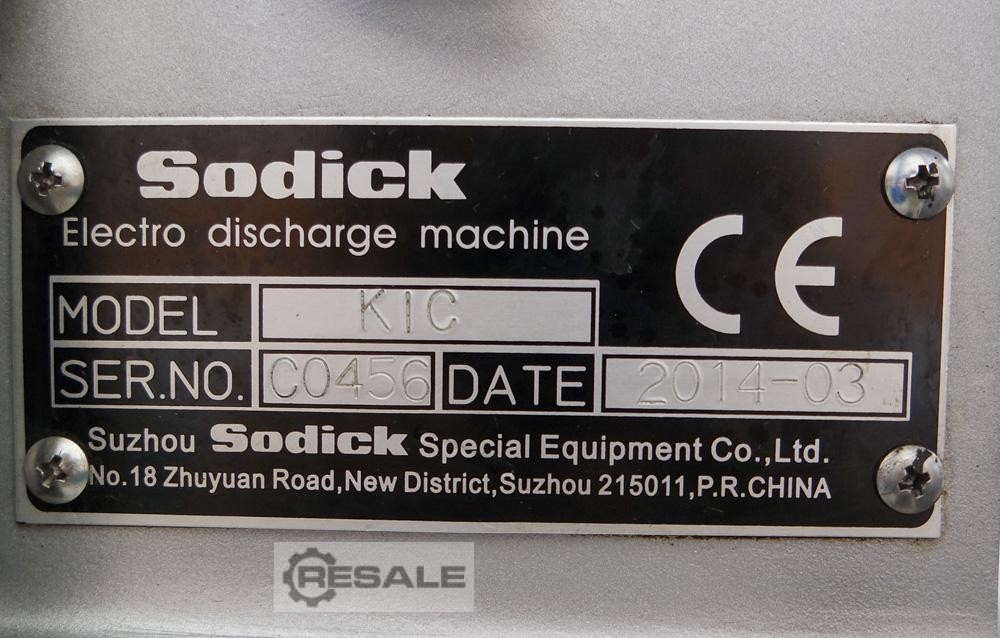 Sodick
Electro discharge machine
CE
MODEL K1C
SER.NO. C0456 DATE 2014-03
Suzhou Sodick Special Equipment Co.,Ltd.
No.18 Zhuyuan Road,New District,Suzhou 215011,P.R.CHINA
RESALE